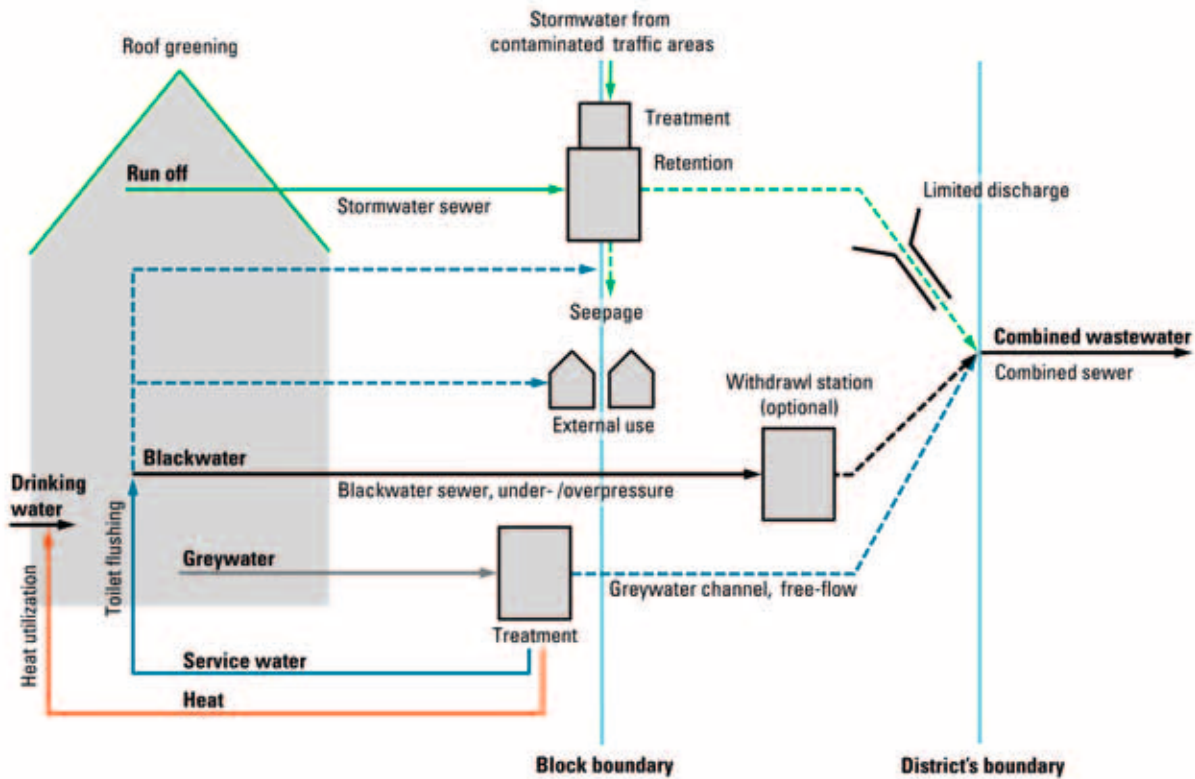 Stormwater from
contaminated traffic areas
Roof greening
Treatment
Retention
Run off
Stormwater sewer
Limited discharge
Seepage
Combined wastewater
Combined sewer
Withdrawl station
(optional)
External use
Blackwater
Blackwater sewer, under- /overpressure
Drinking
water
Toilet flushing
Heat utilization
Greywater
Greywater channel, free-flow
Treatment
Service water
Heat
Block boundary
District's boundary